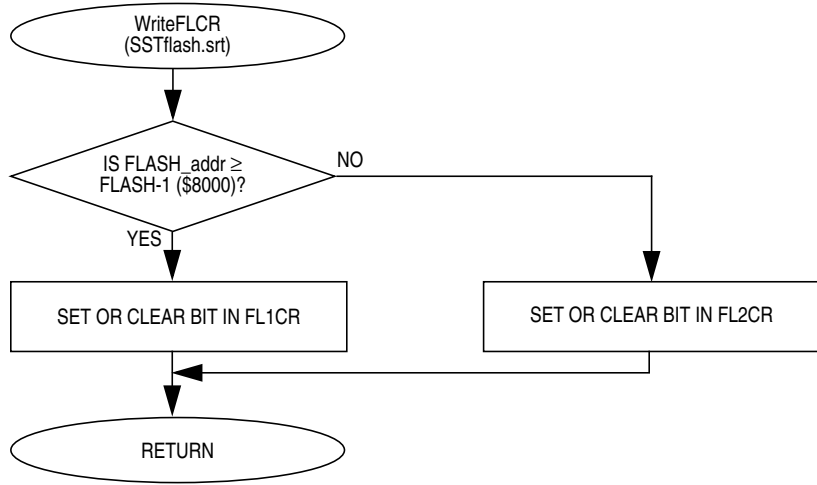 WriteFLCR
(SSTflash.srt)
IS FLASH_addr ≥
FLASH-1 ($8000)?
NO
YES
SET OR CLEAR BIT IN FL1CR
SET OR CLEAR BIT IN FL2CR
RETURN